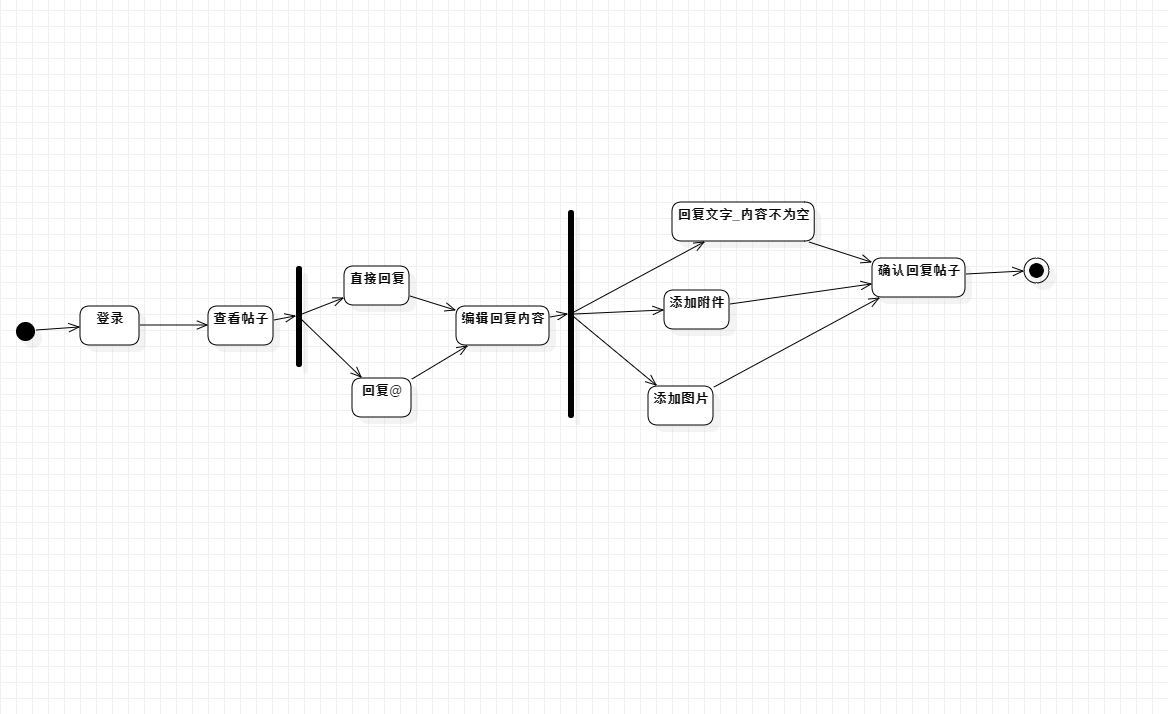 登录
查看帖子
直接回复
回复@
编辑回复内容
回复文字_内容不为空
添加附件
添加图片
确认回复帖子